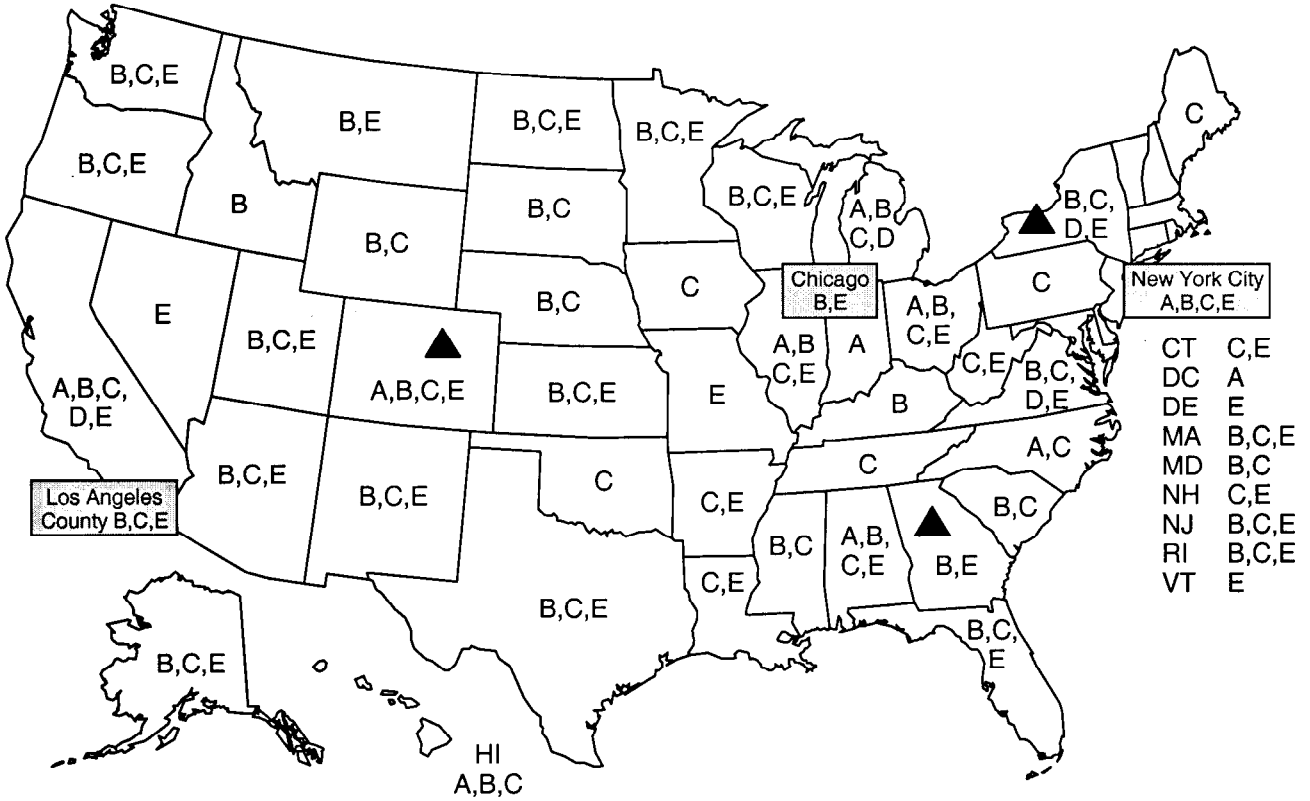 B,C,E
B,E
B,C,E
B,C,E
C
B,C,E
B
B,C
B,C
B,C,E
A,B
C,D
B,C,
D,E
E
B,C,E
B,C
C
Chicago
B,E
C
New York City
A,B,C,E
A,B,C,
D,E
A,B,C,E
B,C,E
E
A,B
C,E
A
A,B,
C,E
C,E
B,C,
D,E
B
CT C,E
DC A
DE E
MA B,C,E
MD B,C
NH C,E
NJ B,C,E
RI B,C,E
VT E
Los Angeles
County B,C,E
B,C,E
B,C,E
C
C,E
C
A,C
B,C
B,C
A,B,
C,E
B,E
B,C,E
C,E
B,C,
E
B,C,E
HI
A,B,C